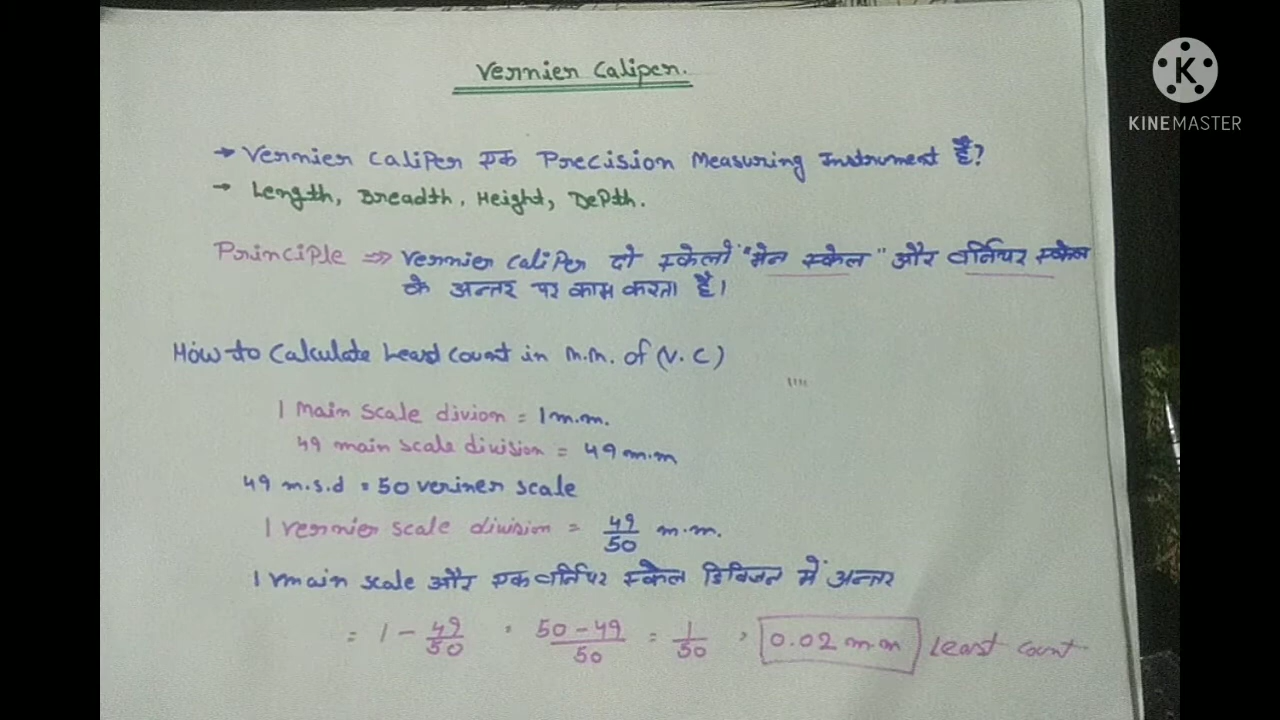 Vernier Caliper.
KINEMASTER
→ Vernier Caliper एक Precision Measuring Instrument है?
→ Length, Breadth, Height, Depth.
Principle ⇒ Vernier Caliper दो स्केलो "मेन स्केल" और वर्नियर स्केल
के अन्तर पर काम करता है।
How to Calculate Least Count in m.m. of (V.C)
1 Main scale divion = 1 m.m.
49 main scale division = 49 m.m
49 m.s.d = 50 veriner scale
1 vernier scale division = 49/50 m.m.
1 main scale और एक वर्नियर स्केल डिविजन में अन्तर
= 1 - 49/50 = 50-49/50 = 1/50 = 0.02 mm Least count